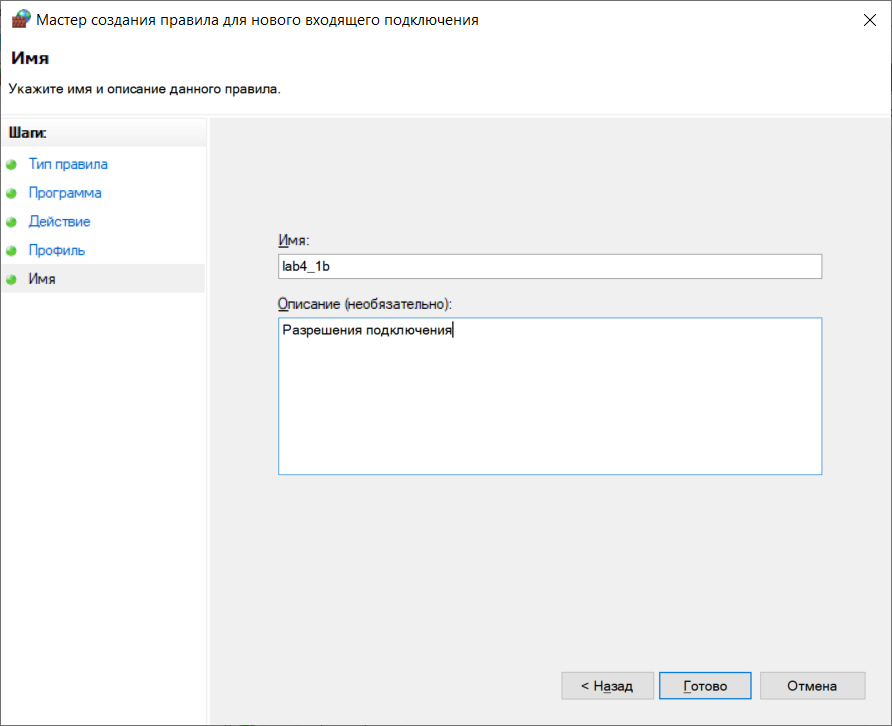 Мастер создания правила для нового входящего подключения
Имя
Укажите имя и описание данного правила.
Шаги:
Тип правила
Программа
Действие
Профиль
Имя
Имя:
lab4_1b
Описание (необязательно):
Разрешения подключения
< Назад
Готово
Отмена